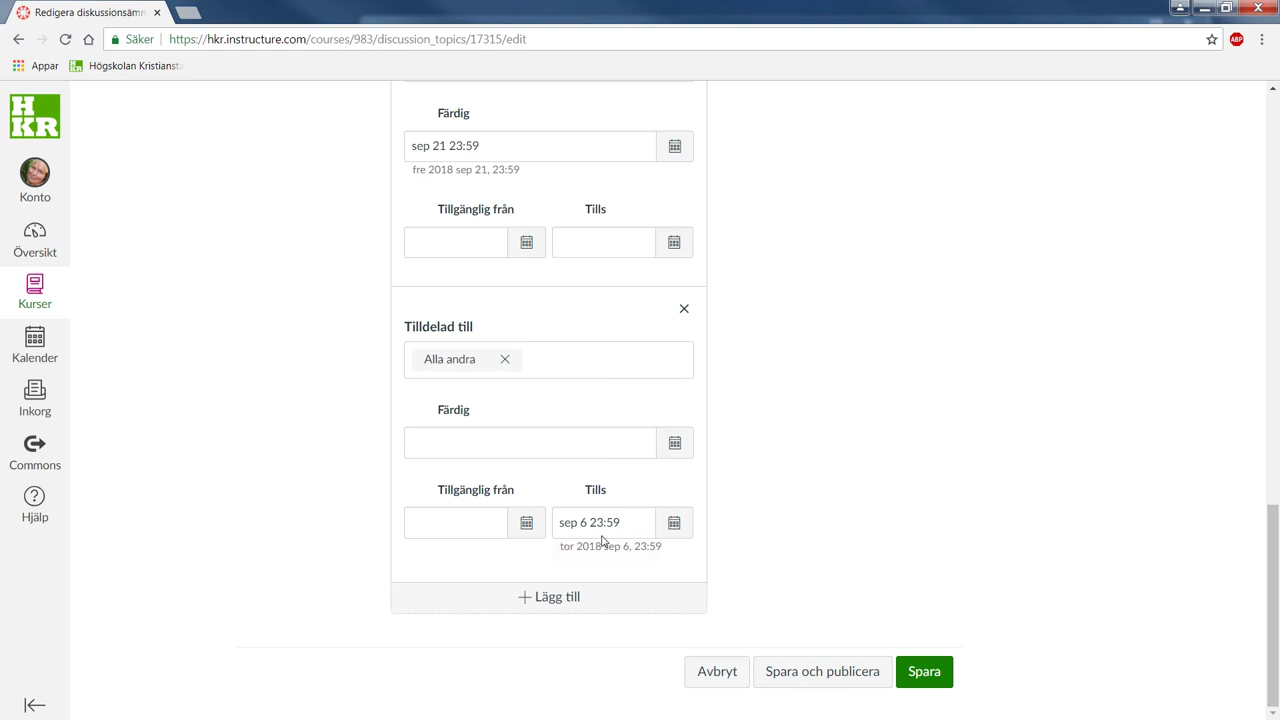 Redigera diskussionsämn
Säker
https://hkr.instructure.com/courses/983/discussion_topics/17315/edit
ABP
Appar
Högskolan Kristiansta
HKR
Konto
Översikt
Kurser
Kalender
Inkorg
Commons
Hjälp
Färdig
sep 21 23:59
fre 2018 sep 21, 23:59
Tillgänglig från
Tills
Tilldelad till
Alla andra
Färdig
Tillgänglig från
Tills
sep 6 23:59
tor 2018 sep 6, 23:59
Lägg till
Avbryt
Spara och publicera
Spara